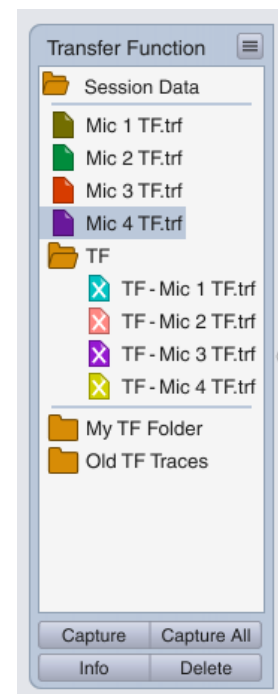 Transfer Function
Session Data
Mic 1 TF.trf
Mic 2 TF.trf
Mic 3 TF.trf
Mic 4 TF.trf
TF
TF - Mic 1 TF.trf
TF - Mic 2 TF.trf
TF - Mic 3 TF.trf
TF - Mic 4 TF.trf
My TF Folder
Old TF Traces
Capture Capture All
Info Delete